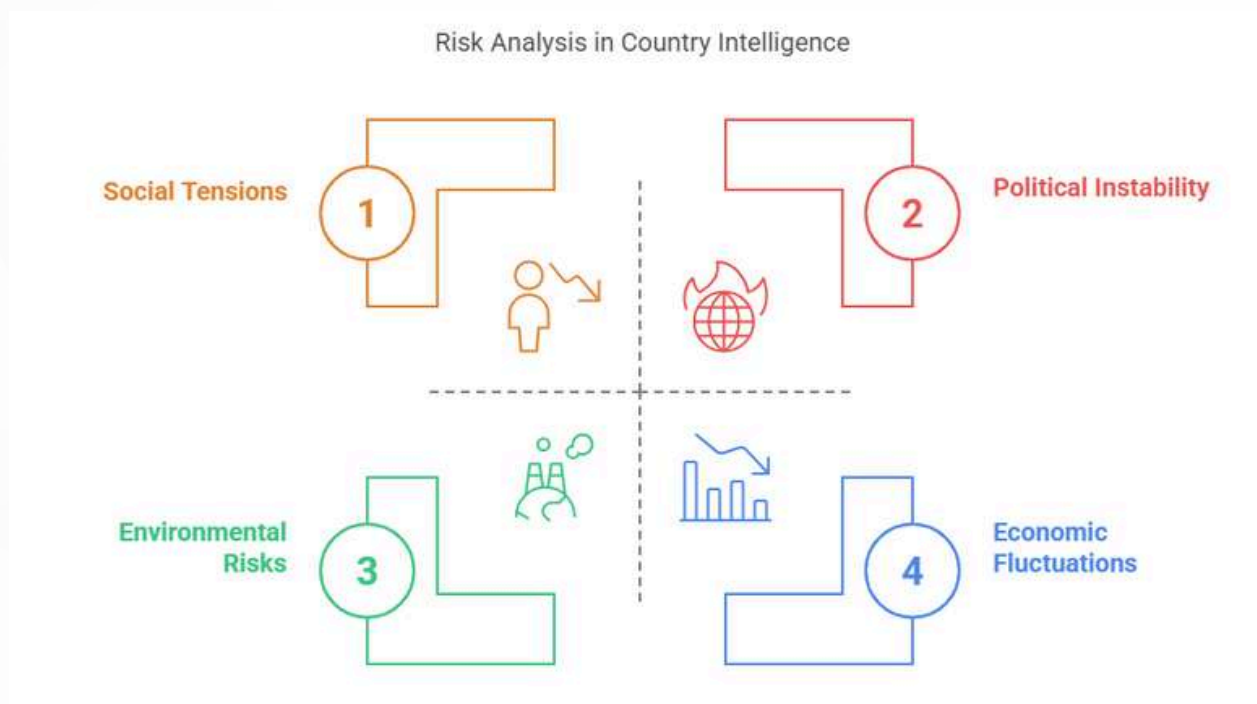 Risk Analysis in Country Intelligence
Social Tensions
1
2
Political Instability
Environmental
Risks
3
4
Economic
Fluctuations